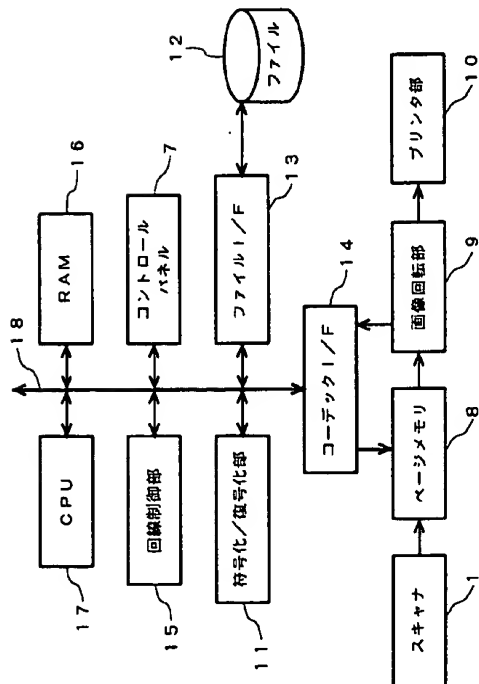 CPU
17
RAM
16
18
回線制御部
15
コントロール
パネル
7
符号化/復号化部
11
ファイルI/F
13
ファイル
12
コーデックI/F
14
スキャナ
1
ページメモリ
8
画像回転部
9
プリンタ部
10